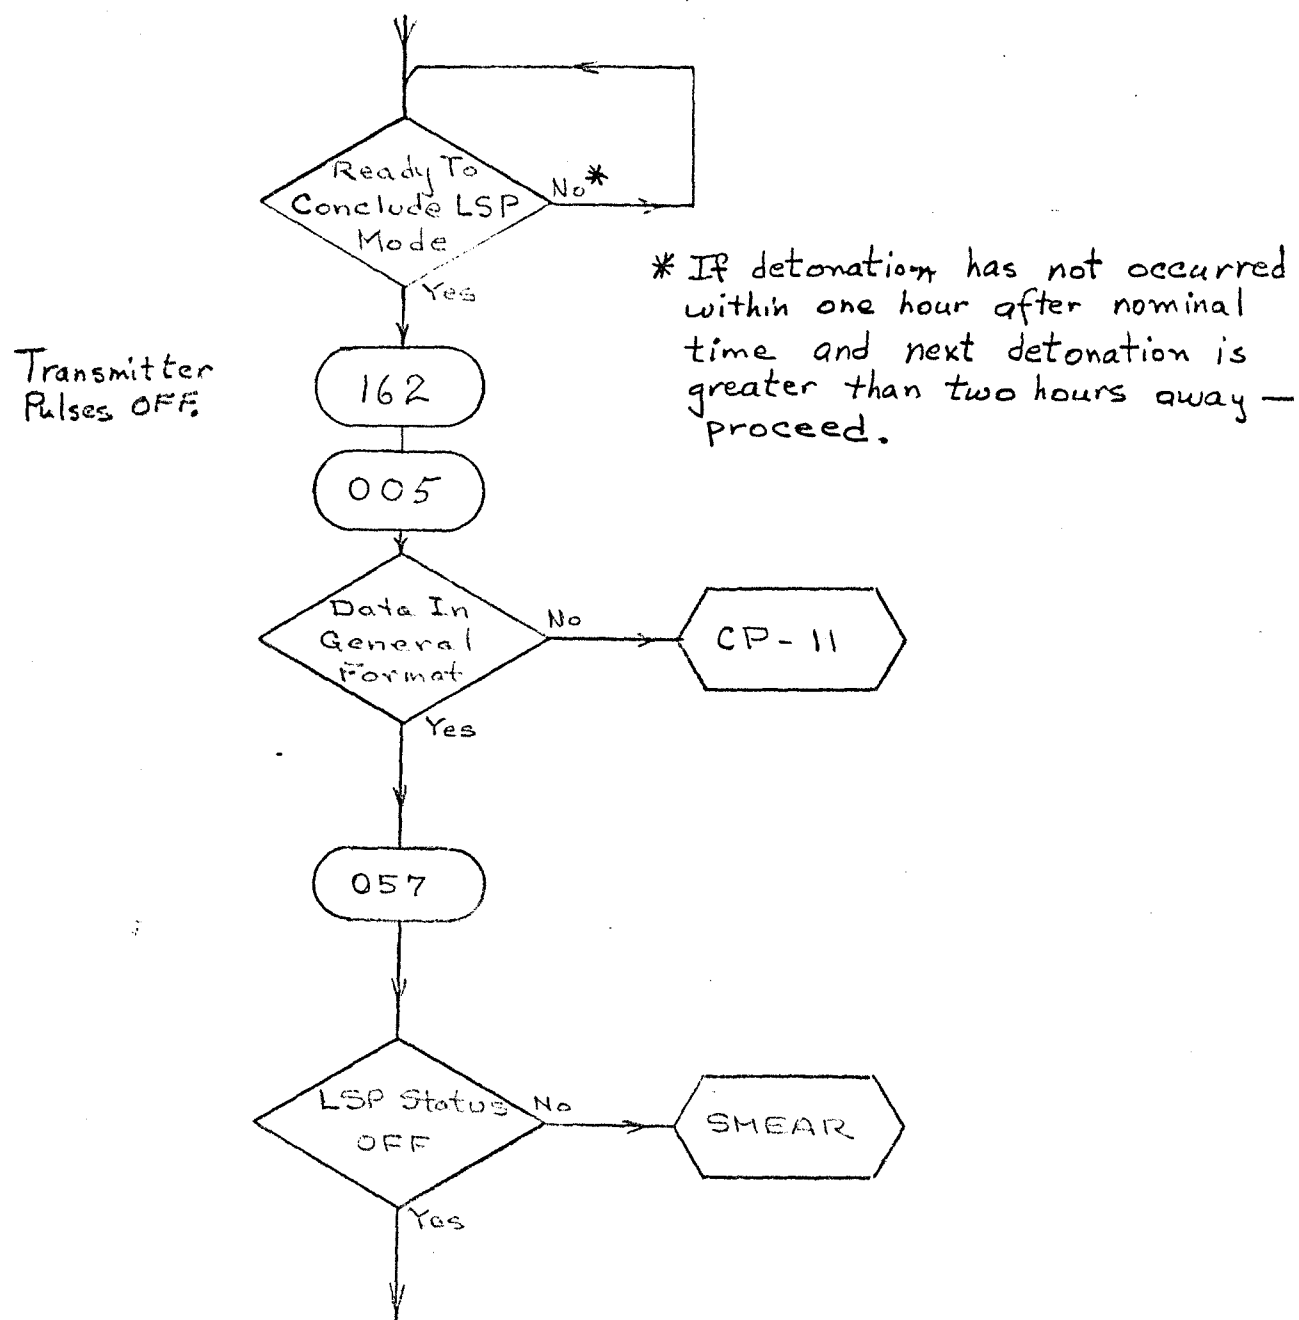 Ready To
Conclude LSP
Mode
No*
Yes
* If detonation has not occurred
within one hour after nominal
time and next detonation is
greater than two hours away —
proceed.
Transmitter
Pulses OFF.
162
005
Data In
General
Format
No
CP-11
Yes
057
LSP Status
OFF
No
SMEAR
Yes